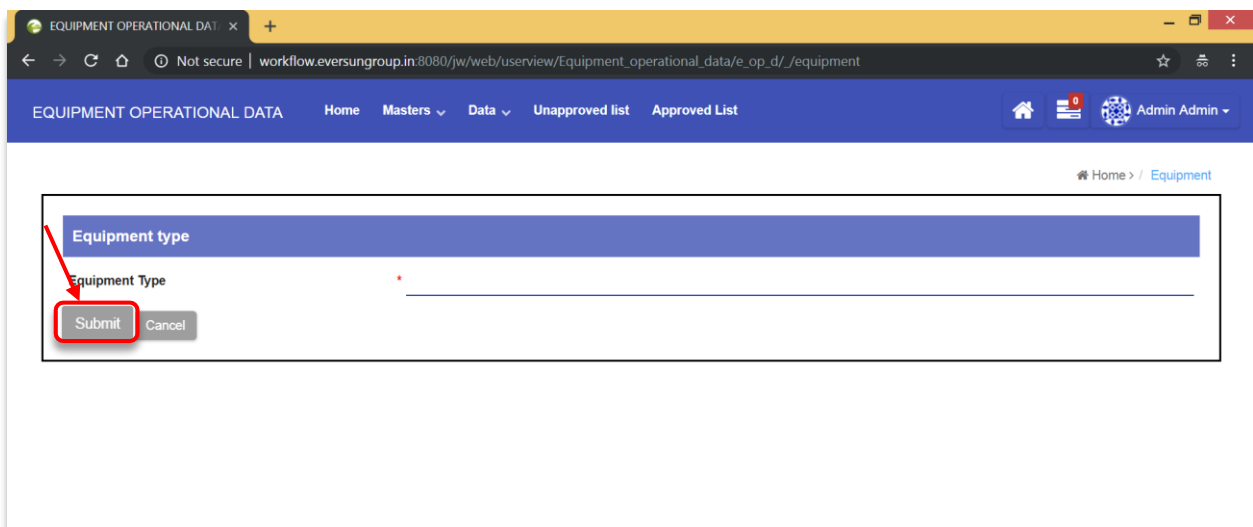 EQUIPMENT OPERATIONAL DAT
Not secure | workflow.eversungroup.in:8080/jw/web/userview/Equipment_operational_data/e_op_d/_/equipment
EQUIPMENT OPERATIONAL DATA Home Masters Data Unapproved list Approved List 0 Admin Admin
Home > / Equipment
Equipment type
Equipment Type *
Submit Cancel